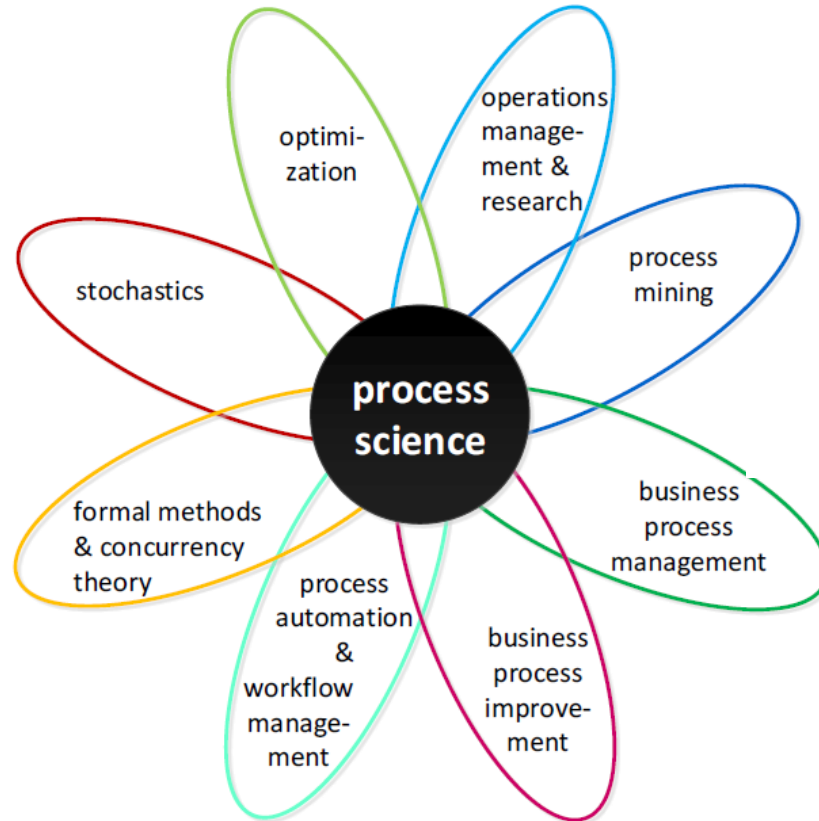 optimi-
zation
operations
manage-
ment &
research
process
mining
stochastics
process
science
business
process
management
formal methods
& concurrency
theory
process
automation
&
workflow
manage-
ment
business
process
improve-
ment